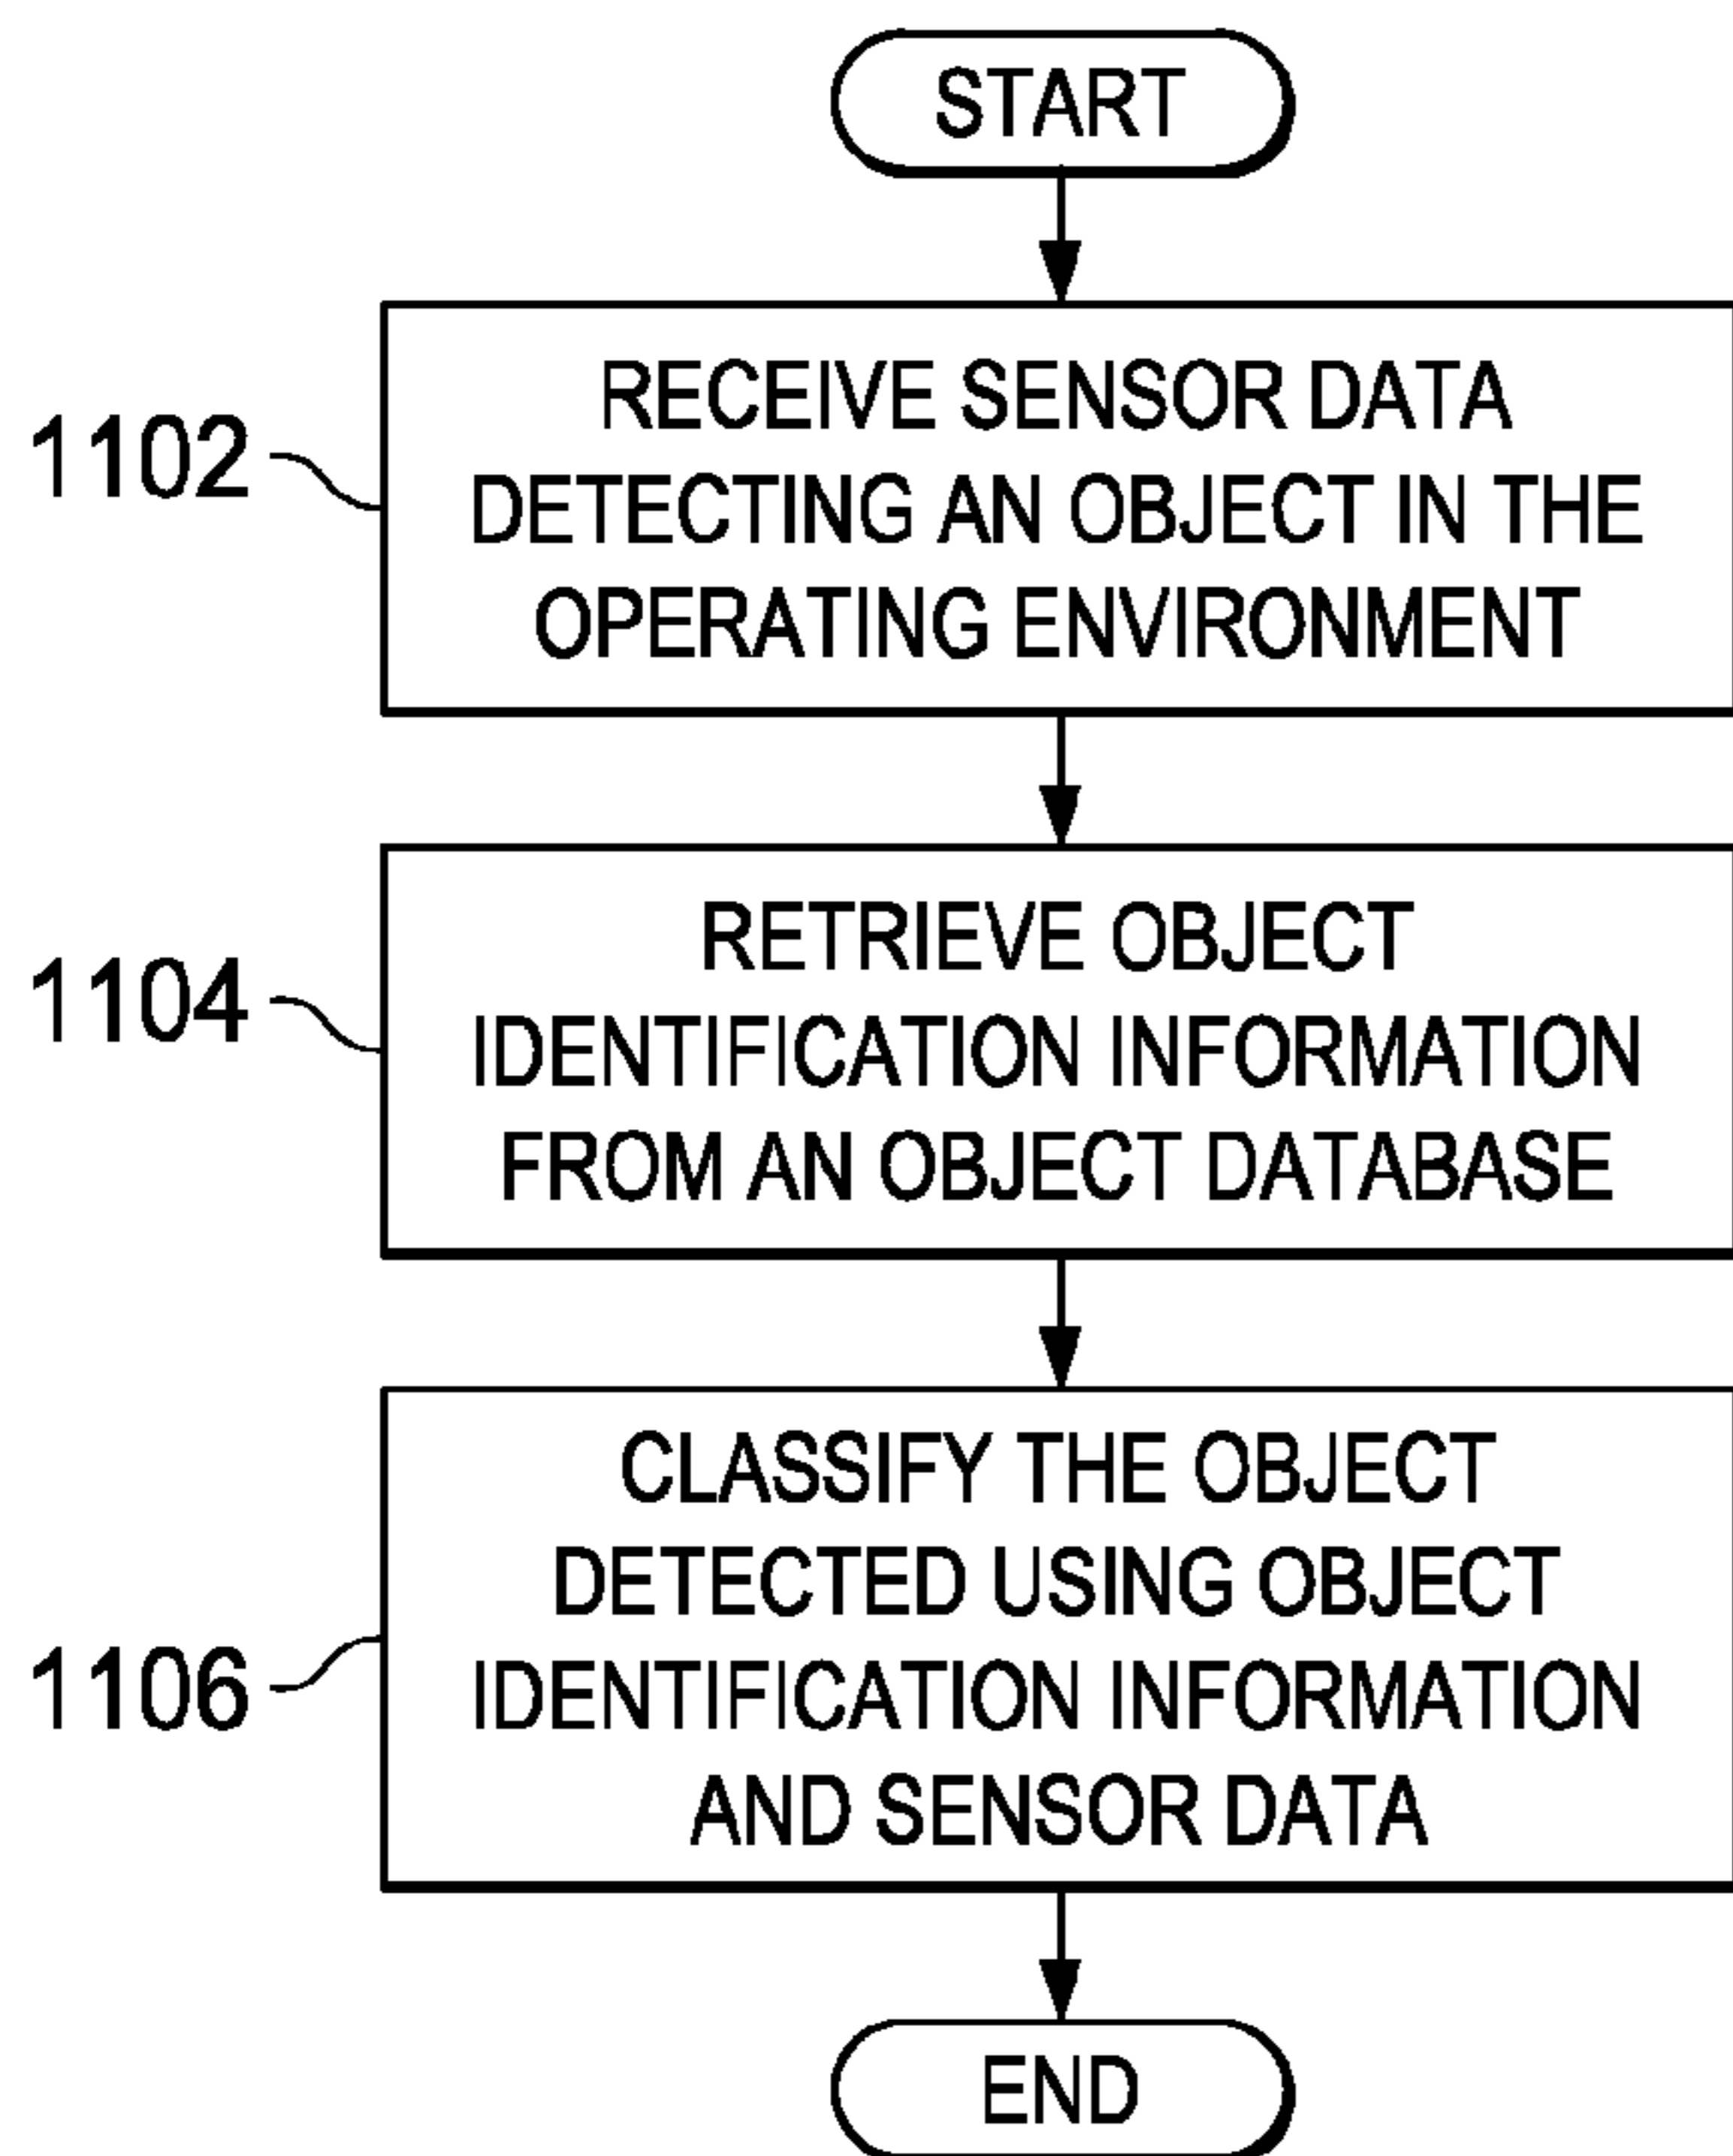 START
1102
RECEIVE SENSOR DATA
DETECTING AN OBJECT IN THE
OPERATING ENVIRONMENT
1104
RETRIEVE OBJECT
IDENTIFICATION INFORMATION
FROM AN OBJECT DATABASE
1106
CLASSIFY THE OBJECT
DETECTED USING OBJECT
IDENTIFICATION INFORMATION
AND SENSOR DATA
END